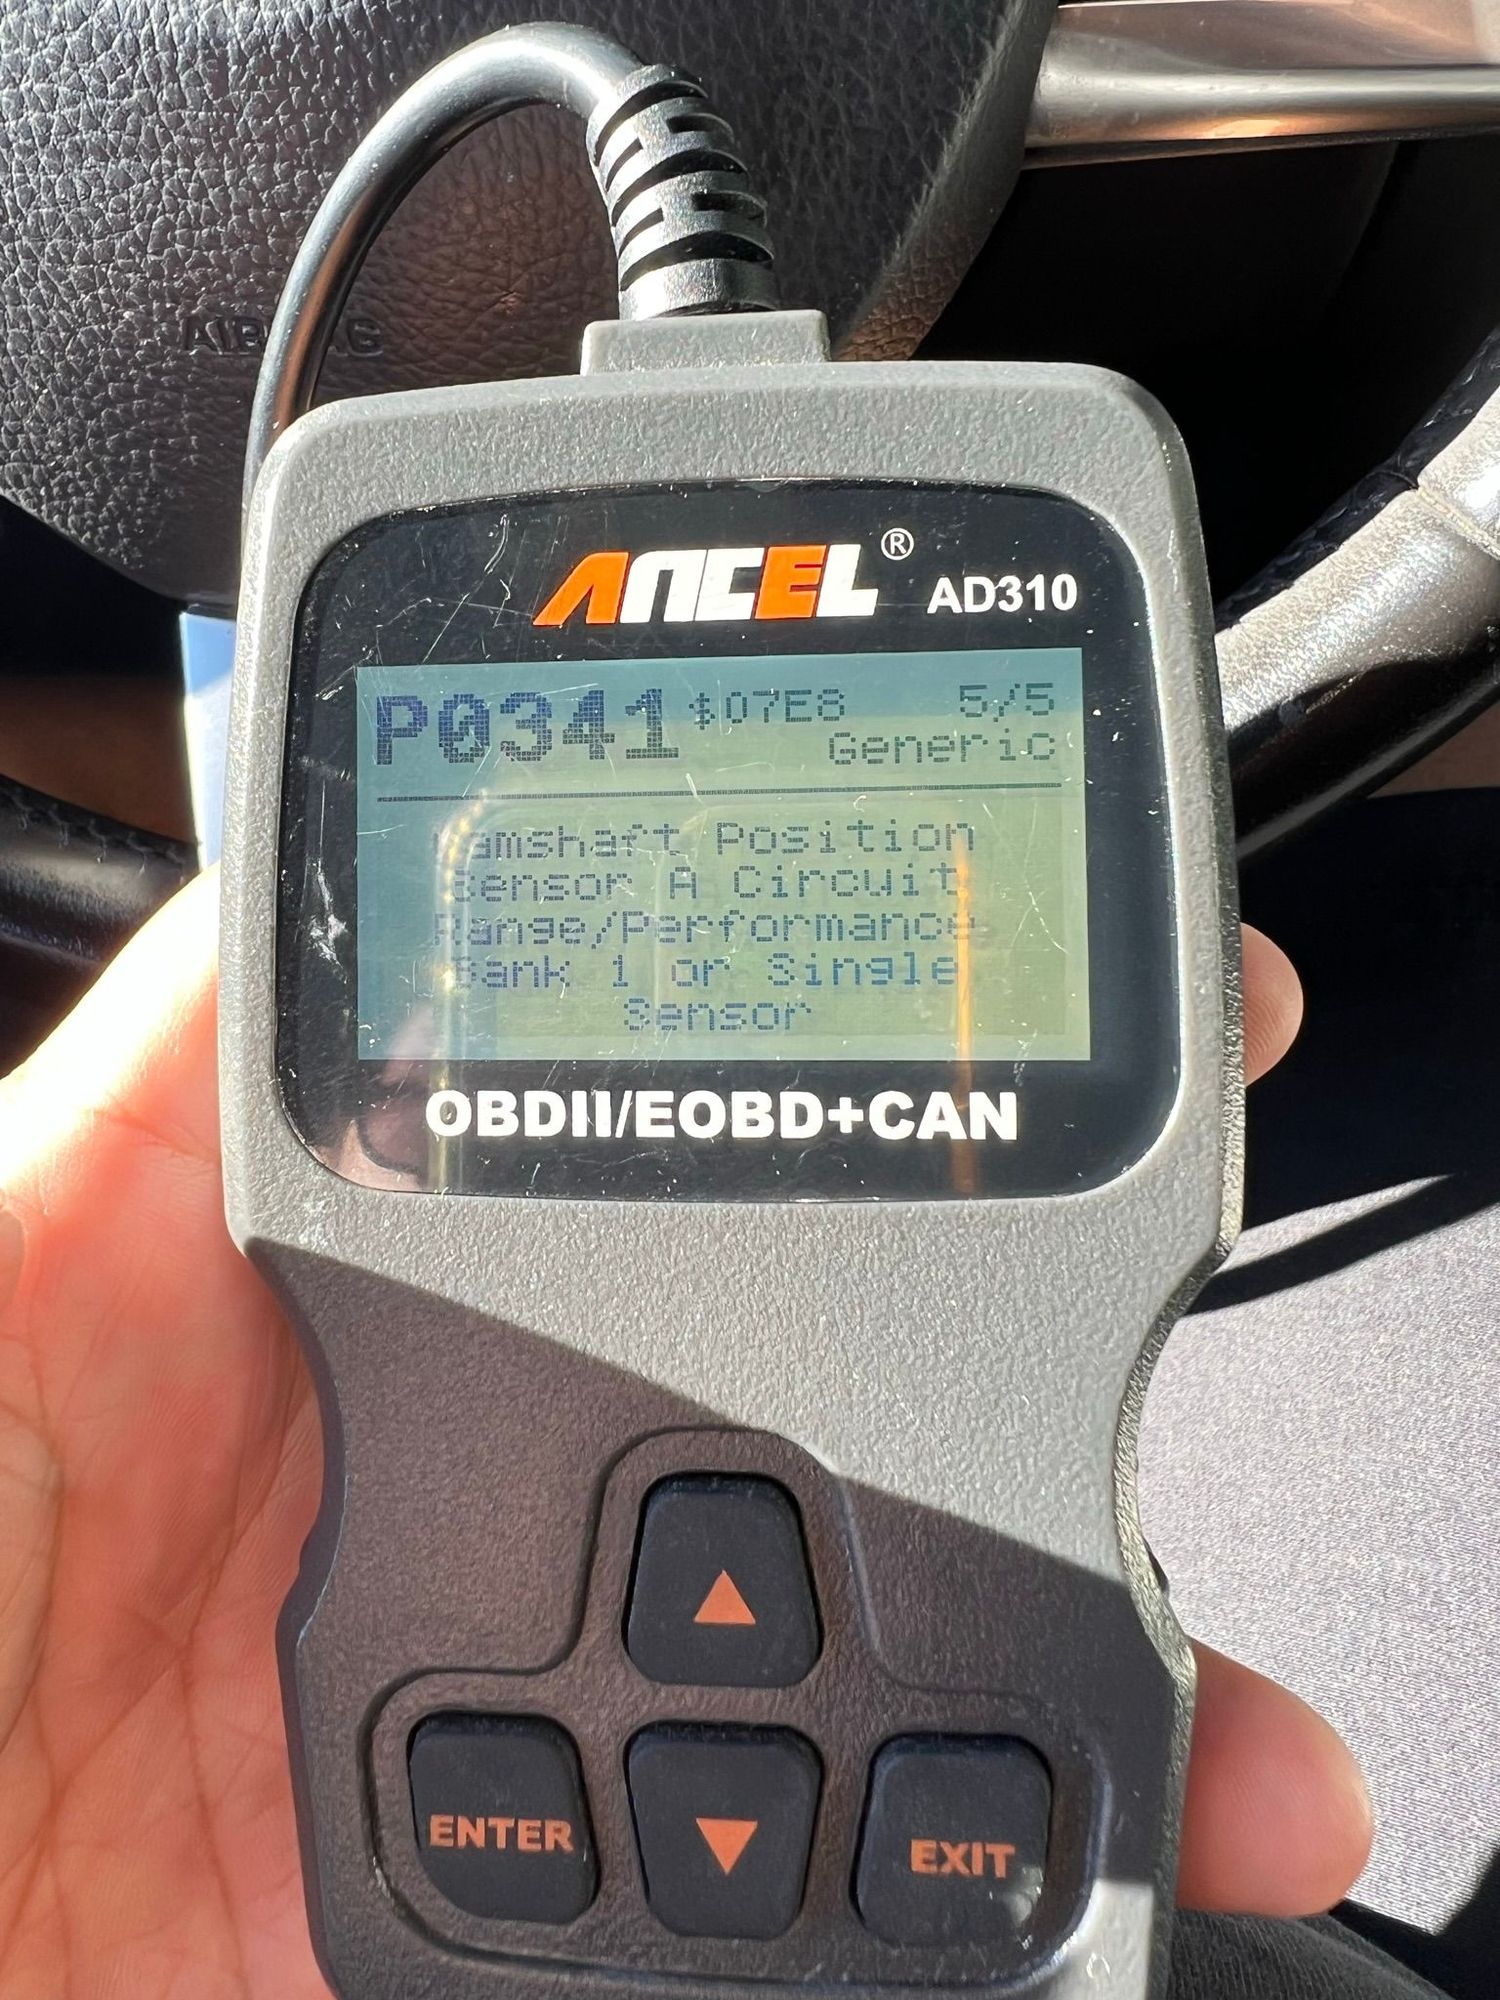 AIRBAG
ANCEL® AD310
P0341 $07E8 5/5
Generic
Camshaft Position
Sensor A Circuit
Range/Performance
Bank 1 or Single
Sensor
OBDII/EOBD+CAN
ENTER
EXIT